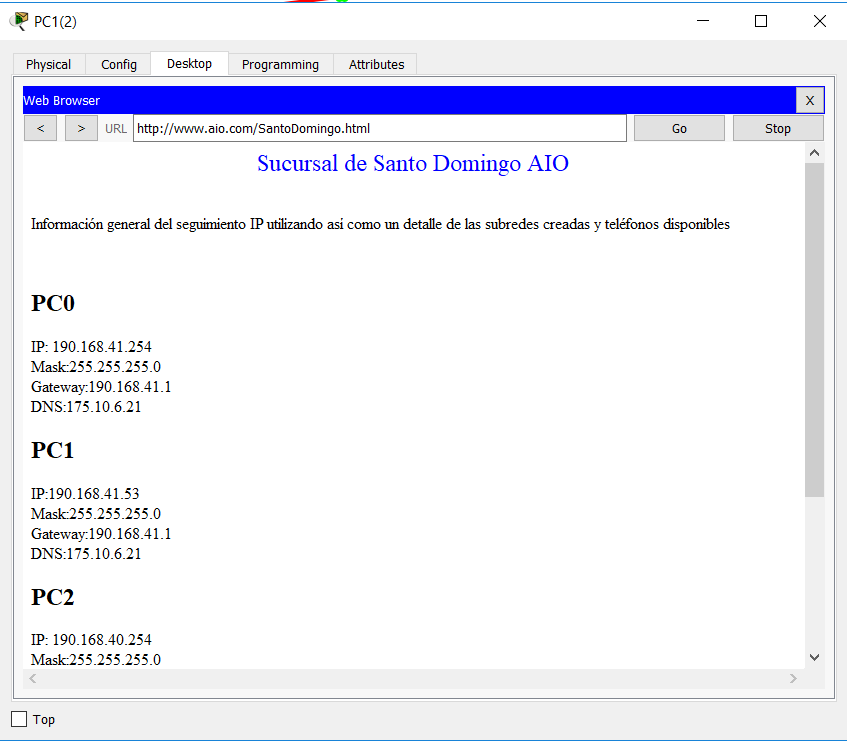 PC1(2)
Physical Config Desktop Programming Attributes
Web Browser X
< > URL http://www.aio.com/SantoDomingo.html Go Stop
Sucursal de Santo Domingo AIO
Información general del seguimiento IP utilizando asi como un detalle de las subredes creadas y teléfonos disponibles
PC0
IP: 190.168.41.254
Mask:255.255.255.0
Gateway:190.168.41.1
DNS:175.10.6.21
PC1
IP:190.168.41.53
Mask:255.255.255.0
Gateway:190.168.41.1
DNS:175.10.6.21
PC2
IP: 190.168.40.254
Mask:255.255.255.0
Top